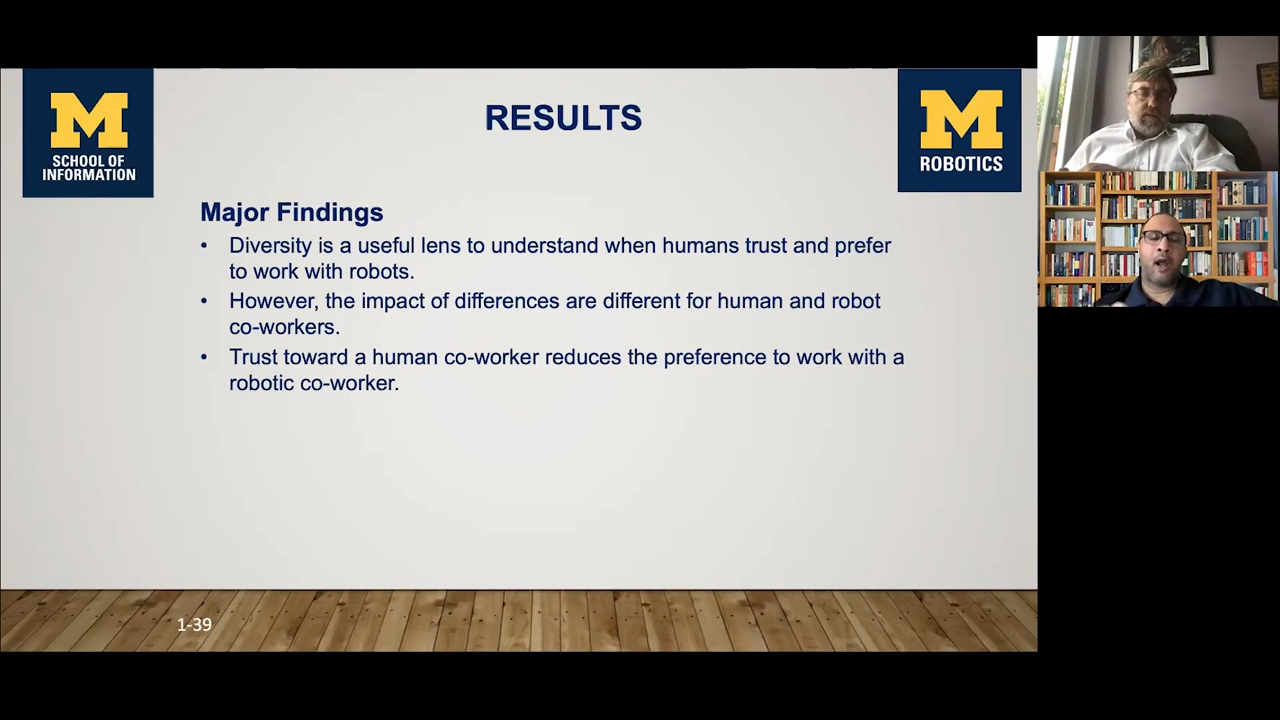 M
SCHOOL OF
INFORMATION
RESULTS
M
ROBOTICS
Major Findings
• Diversity is a useful lens to understand when humans trust and prefer
to work with robots.
• However, the impact of differences are different for human and robot
co-workers.
• Trust toward a human co-worker reduces the preference to work with a
robotic co-worker.
1-39